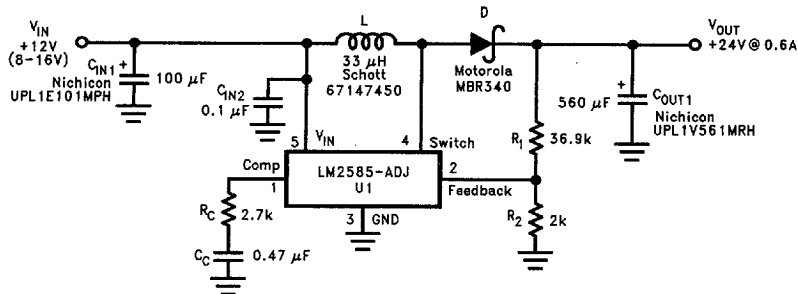 V_IN
+12V
(8-16V)
C_IN1 +
Nichicon
UPL1E101MPH
100 μF
C_IN2
0.1 μF
L
33 μH
Schott
67147450
D
Motorola
MBR340
V_OUT
+24V @ 0.6A
560 μF
+
C_OUT1
Nichicon
UPL1V561MRH
R_1
36.9k
5
V_IN
4
Switch
Comp
1
LM2585-ADJ
U1
2
Feedback
3
GND
R_C
2.7k
C_C
0.47 μF
R_2
2k